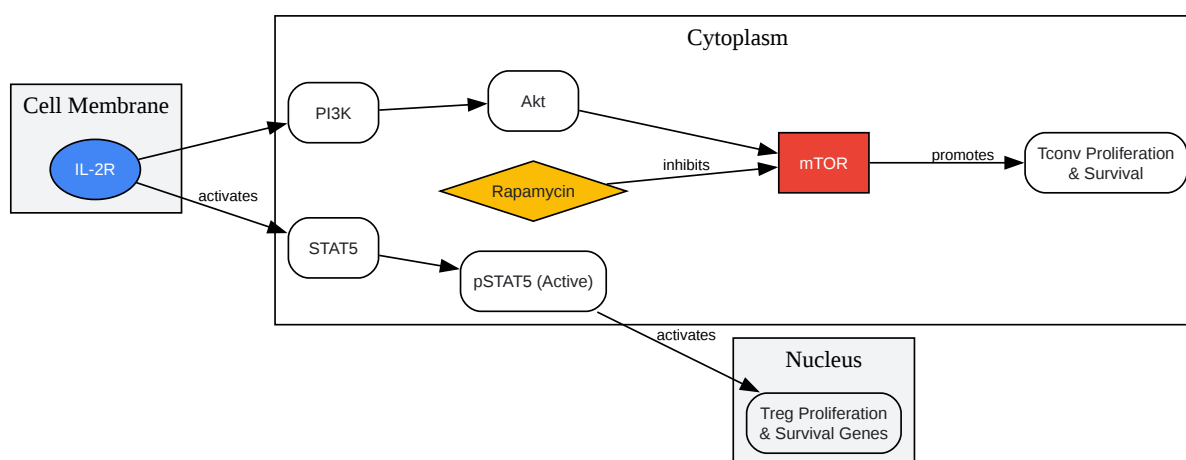 Cytoplasm
Cell Membrane
IL-2R
activates
PI3K
Akt
Rapamycin
inhibits
mTOR
promotes
Tconv Proliferation
& Survival
STAT5
pSTAT5 (Active)
activates
Nucleus
Treg Proliferation
& Survival Genes